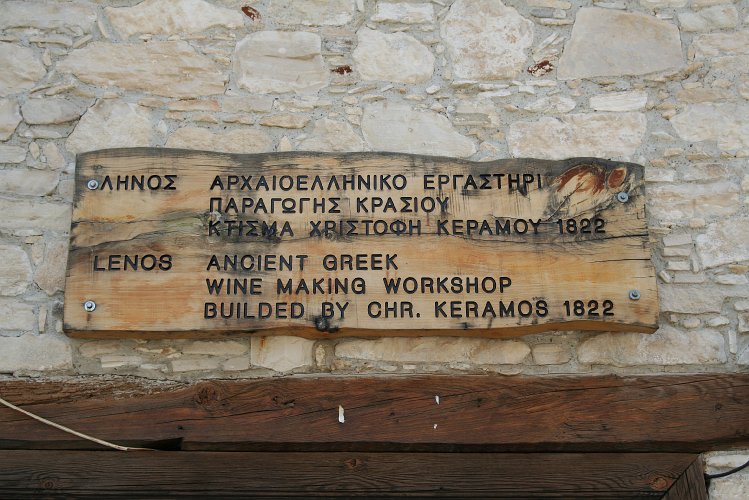 ΛΗΝΟΣ ΑΡΧΑΙΟΕΛΛΗΝΙΚΟ ΕΡΓΑΣΤΗΡΙ
ΠΑΡΑΓΩΓΗΣ ΚΡΑΣΙΟΥ
ΚΤΙΣΜΑ ΧΡΙΣΤΟΦΗ ΚΕΡΑΜΟΥ 1822
LENOS ANCIENT GREEK
WINE MAKING WORKSHOP
BUILDED BY CHR. KERAMOS 1822